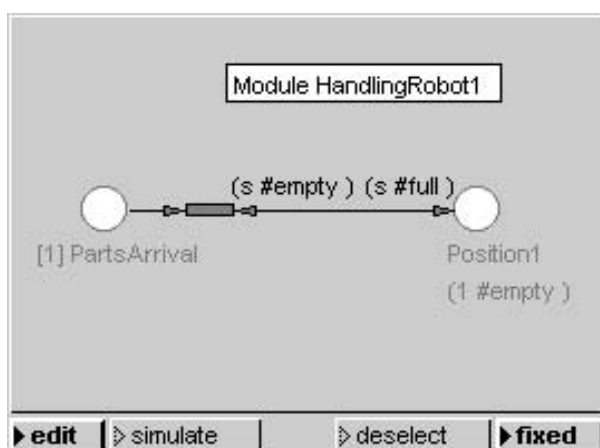 Module HandlingRobot1
(s #empty ) (s #full )
[1] PartsArrival
Position1
(1 #empty )
edit
simulate
deselect
fixed